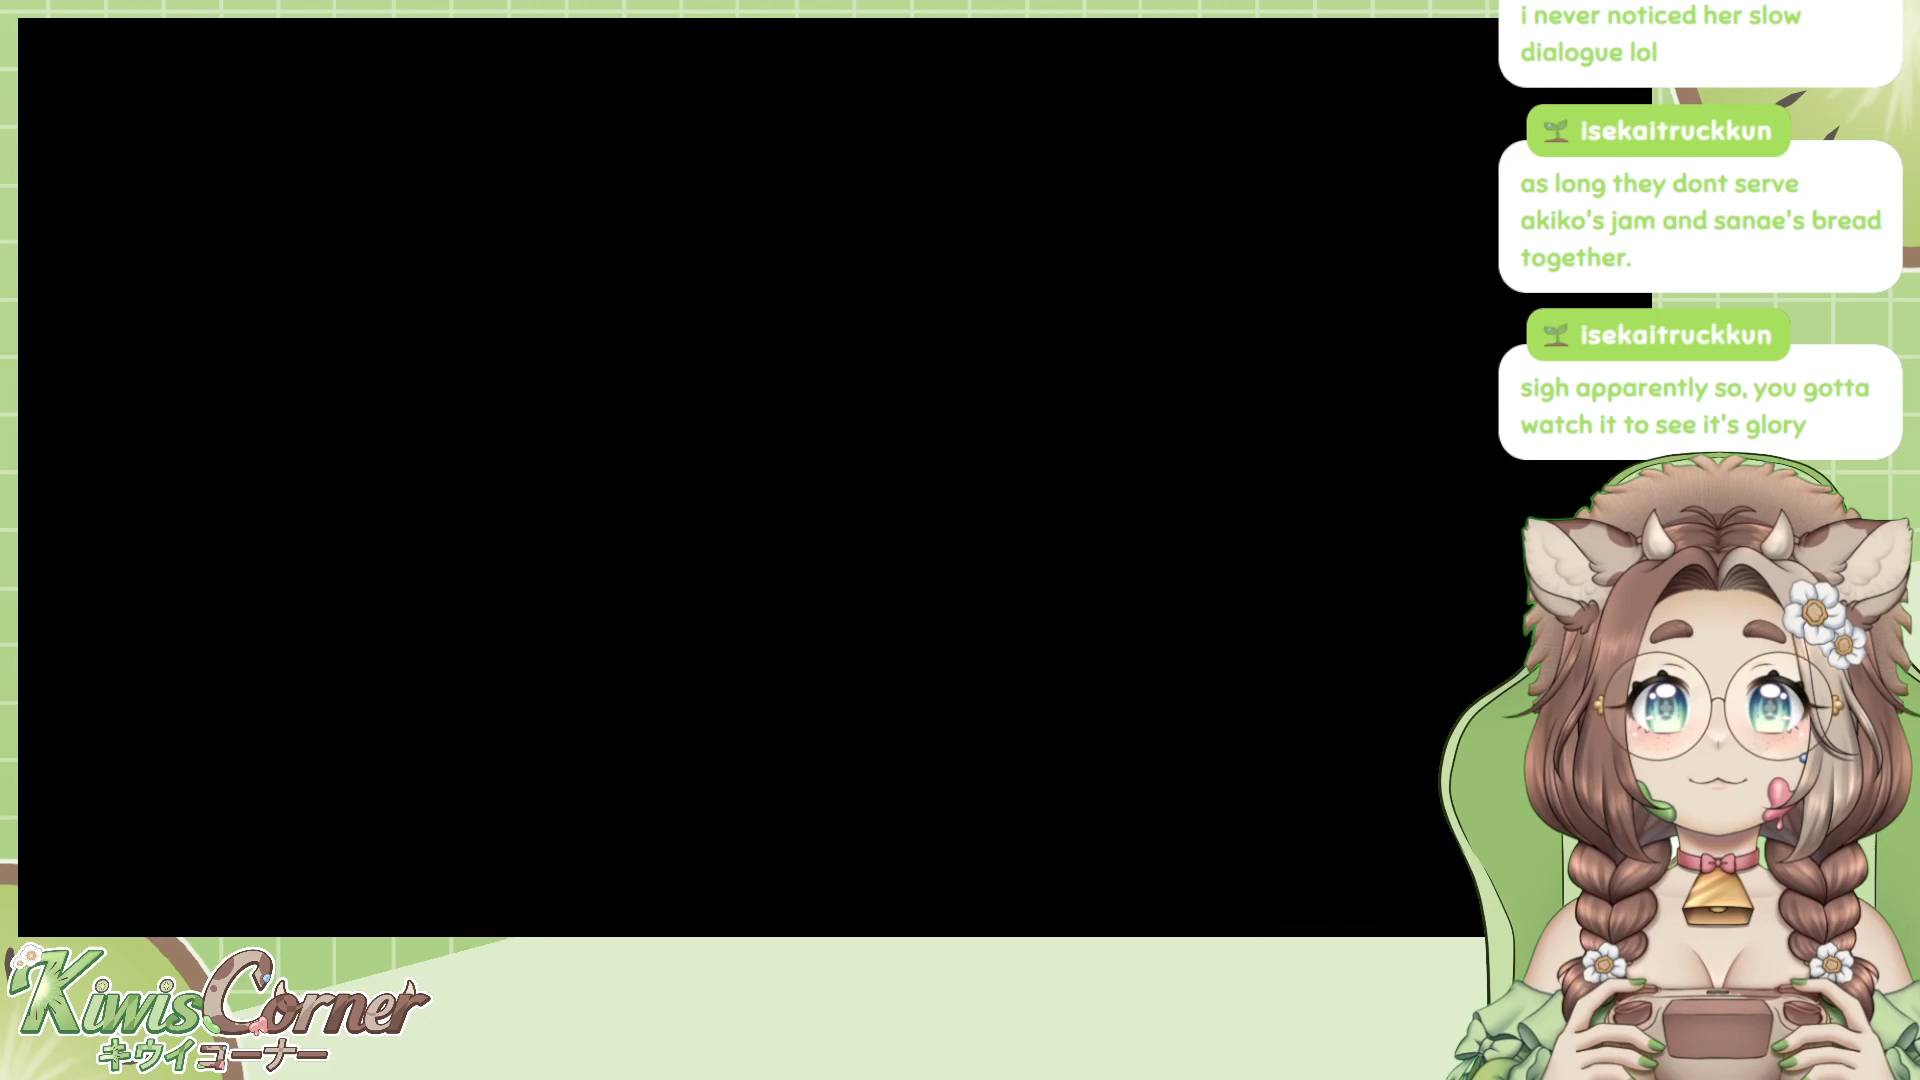 i never noticed her slow
dialogue lol
isekaitruckkun
as long they dont serve
akiko's jam and sanae's bread
together.
isekaitruckkun
sigh apparently so, you gotta
watch it to see it's glory
KiwisCorner
キウイコーナー